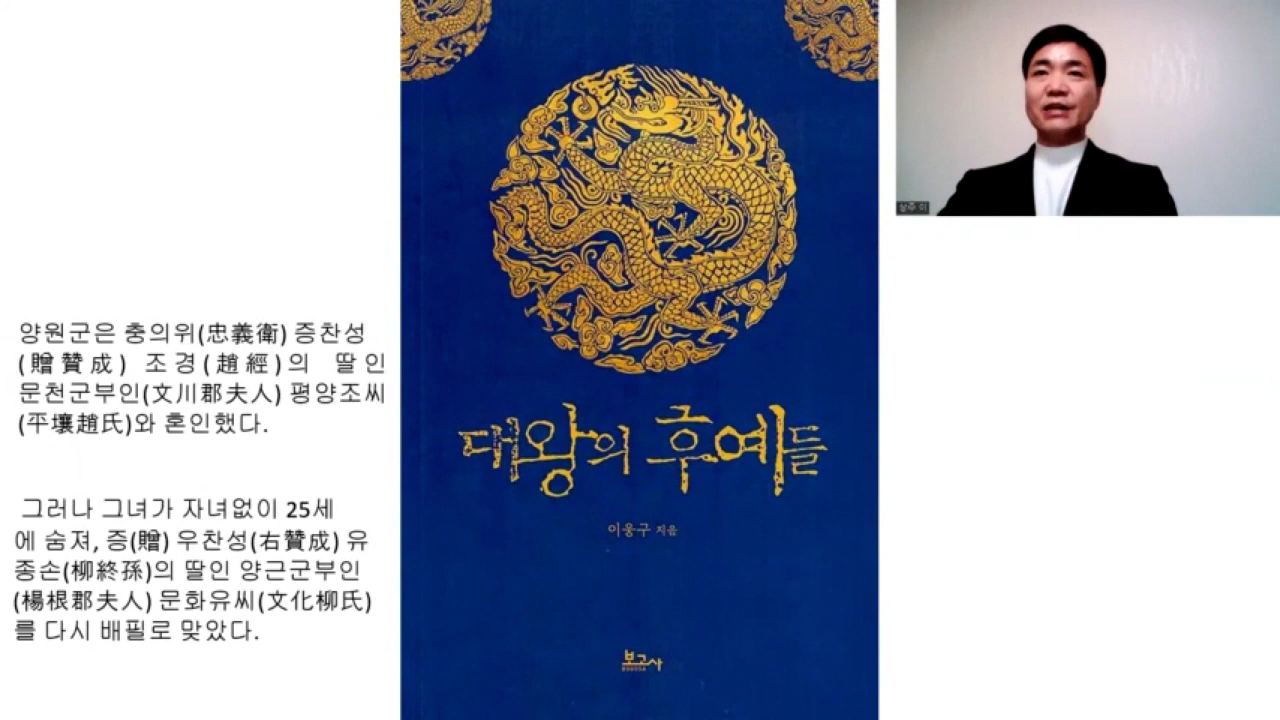 양원군은 충의위(忠義衛) 증찬성
(贈贊成) 조경(趙經)의 딸인
문천군부인(文川郡夫人) 평양조씨
(平壤趙氏)와 혼인했다.
그러나 그녀가 자녀없이 25세
에 숨져, 증(贈) 우찬성(右贊成) 유
종손(柳終孫)의 딸인 양근군부인
(楊根郡夫人) 문화유씨(文化柳氏)
를 다시 배필로 맞았다.
대왕의 후예들
이웅구 지음
보고사
상주 이